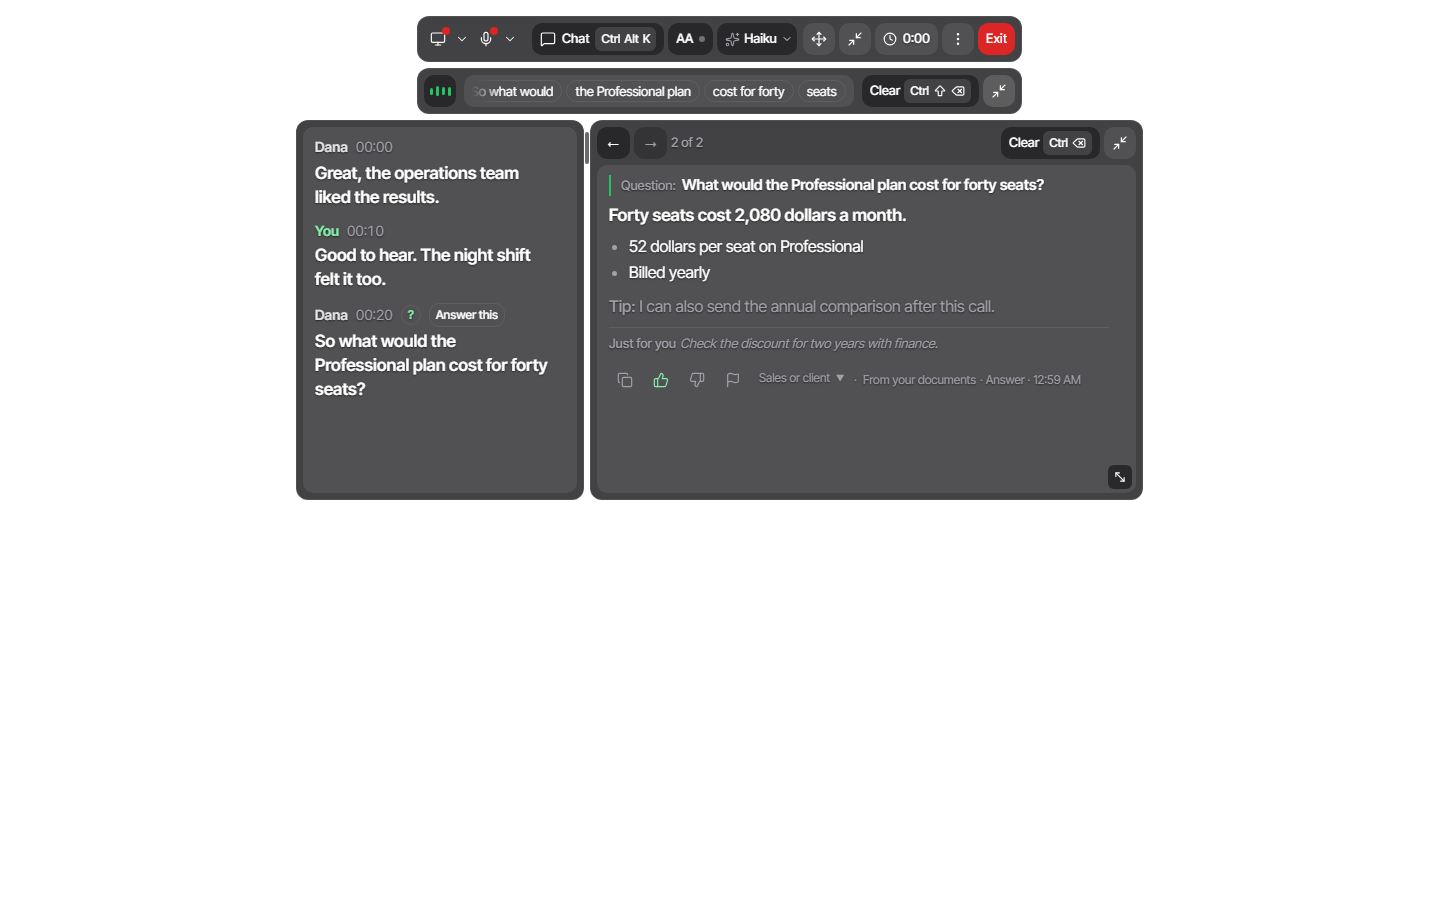 Chat Ctrl Alt K AA Haiku 0:00 Exit
So what would the Professional plan cost for forty seats Clear Ctrl
Dana 00:00
Great, the operations team
liked the results.
You 00:10
Good to hear. The night shift
felt it too.
Dana 00:20 ? Answer this
So what would the
Professional plan cost for forty
seats?
← → 2 of 2 Clear Ctrl
Question: What would the Professional plan cost for forty seats?
Forty seats cost 2,080 dollars a month.
• 52 dollars per seat on Professional
• Billed yearly
Tip: I can also send the annual comparison after this call.
Just for you Check the discount for two years with finance.
Sales or client ▼ · From your documents · Answer · 12:59 AM